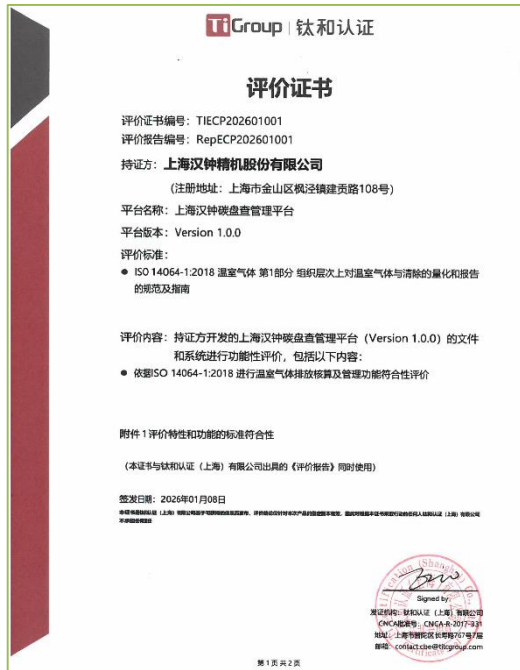 TiGroup | 钛和认证
评价证书
评价证书编号：TIECP202601001
评价报告编号：RepECP202601001
持证方：上海汉钟精机股份有限公司
(注册地址：上海市金山区枫泾镇建贡路108号)
平台名称：上海汉钟碳盘查管理平台
平台版本：Version 1.0.0
评价标准：
● ISO 14064-1:2018 温室气体 第1部分 组织层次上对温室气体与清除的量化和报告
的规范及指南
评价内容：持证方开发的上海汉钟碳盘查管理平台（Version 1.0.0）的文件
和系统进行功能性评价，包括以下内容：
● 依据ISO 14064-1:2018 进行温室气体排放核算及管理功能符合性评价
附件 1 评价特性和功能的标准符合性
（本证书与钛和认证（上海）有限公司出具的《评价报告》同时使用）
签发日期：2026年01月08日
Signed by
发证机构：钛和认证（上海）有限公司
CNCA批准号：CNCA-R-2017-331
地址：上海市普陀区长寿路767号7层
邮箱：contact.cbe@titcgroup.com
第 1 页 共 2 页